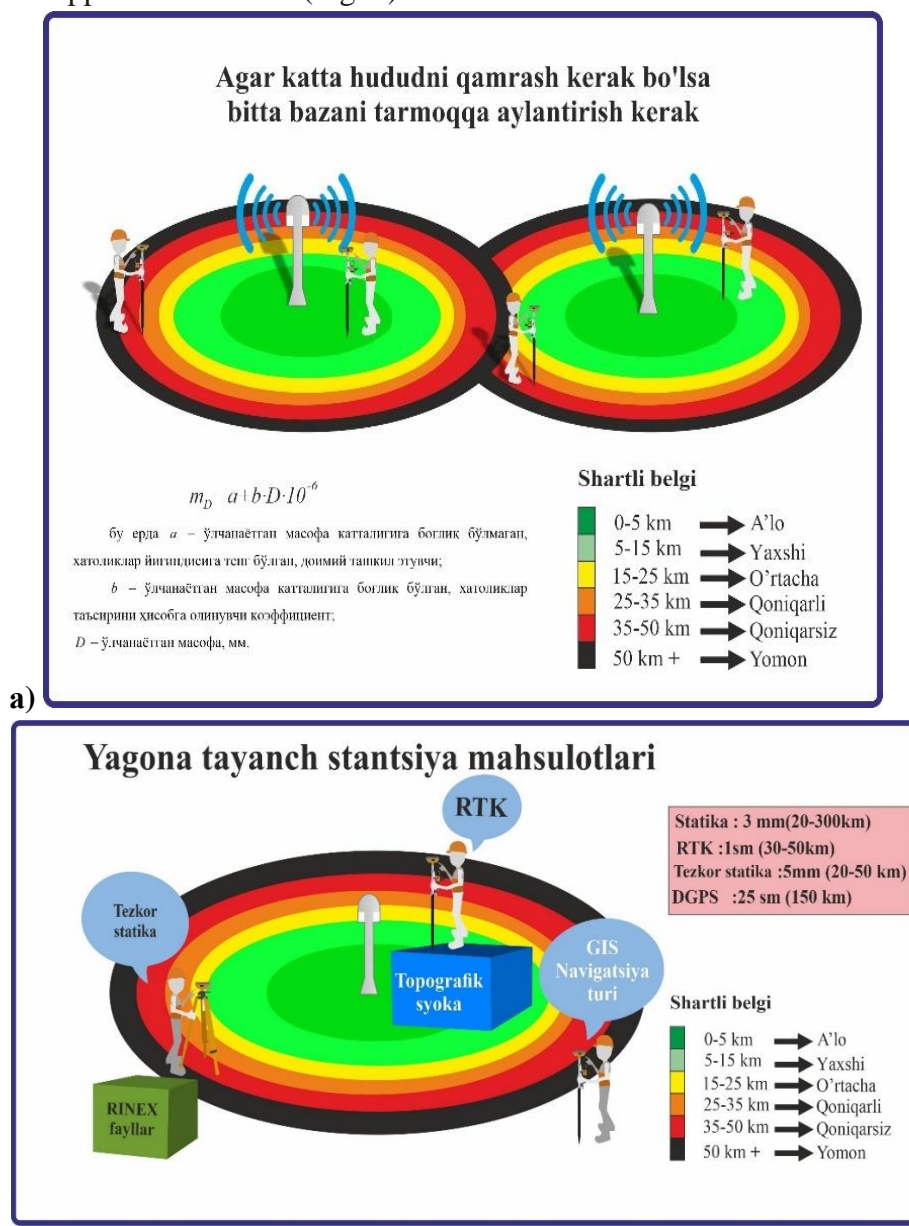 Agar katta hududni qamrash kerak bo'lsa
bitta bazani tarmoqqa aylantirish kerak
m_D a+b·D·10^-6
бу ерда a – ўлчанаётган масофа катталигига боғлиқ бўлмаган,
хатоликлар йиғиндисига тенг бўлган, доимий ташкил этувчи;
b – ўлчанаётган масофа катталигига боғлиқ бўлган, хатоликлар
таъсирини ҳисобга олинувчи коэффициент;
D – ўлчанаётган масофа, мм.
Shartli belgi
0-5 km A'lo
5-15 km Yaxshi
15-25 km O'rtacha
25-35 km Qoniqarli
35-50 km Qoniqarsiz
50 km + Yomon
a)
Yagona tayanch stantsiya mahsulotlari
RTK
Statika : 3 mm(20-300km)
RTK :1sm (30-50km)
Tezkor statika :5mm (20-50 km)
DGPS :25 sm (150 km)
Tezkor
statika
GIS
Navigatsiya
turi
Topografik
syoka
RINEX
fayllar
Shartli belgi
0-5 km A'lo
5-15 km Yaxshi
15-25 km O'rtacha
25-35 km Qoniqarli
35-50 km Qoniqarsiz
50 km + Yomon